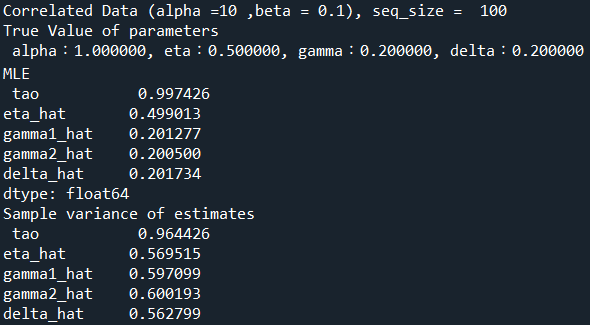 Correlated Data (alpha =10 ,beta = 0.1), seq_size =  100
True Value of parameters
 alpha：1.000000, eta：0.500000, gamma：0.200000, delta：0.200000
MLE
 tao          0.997426
eta_hat       0.499013
gamma1_hat    0.201277
gamma2_hat    0.200500
delta_hat     0.201734
dtype: float64
Sample variance of estimates
 tao          0.964426
eta_hat       0.569515
gamma1_hat    0.597099
gamma2_hat    0.600193
delta_hat     0.562799